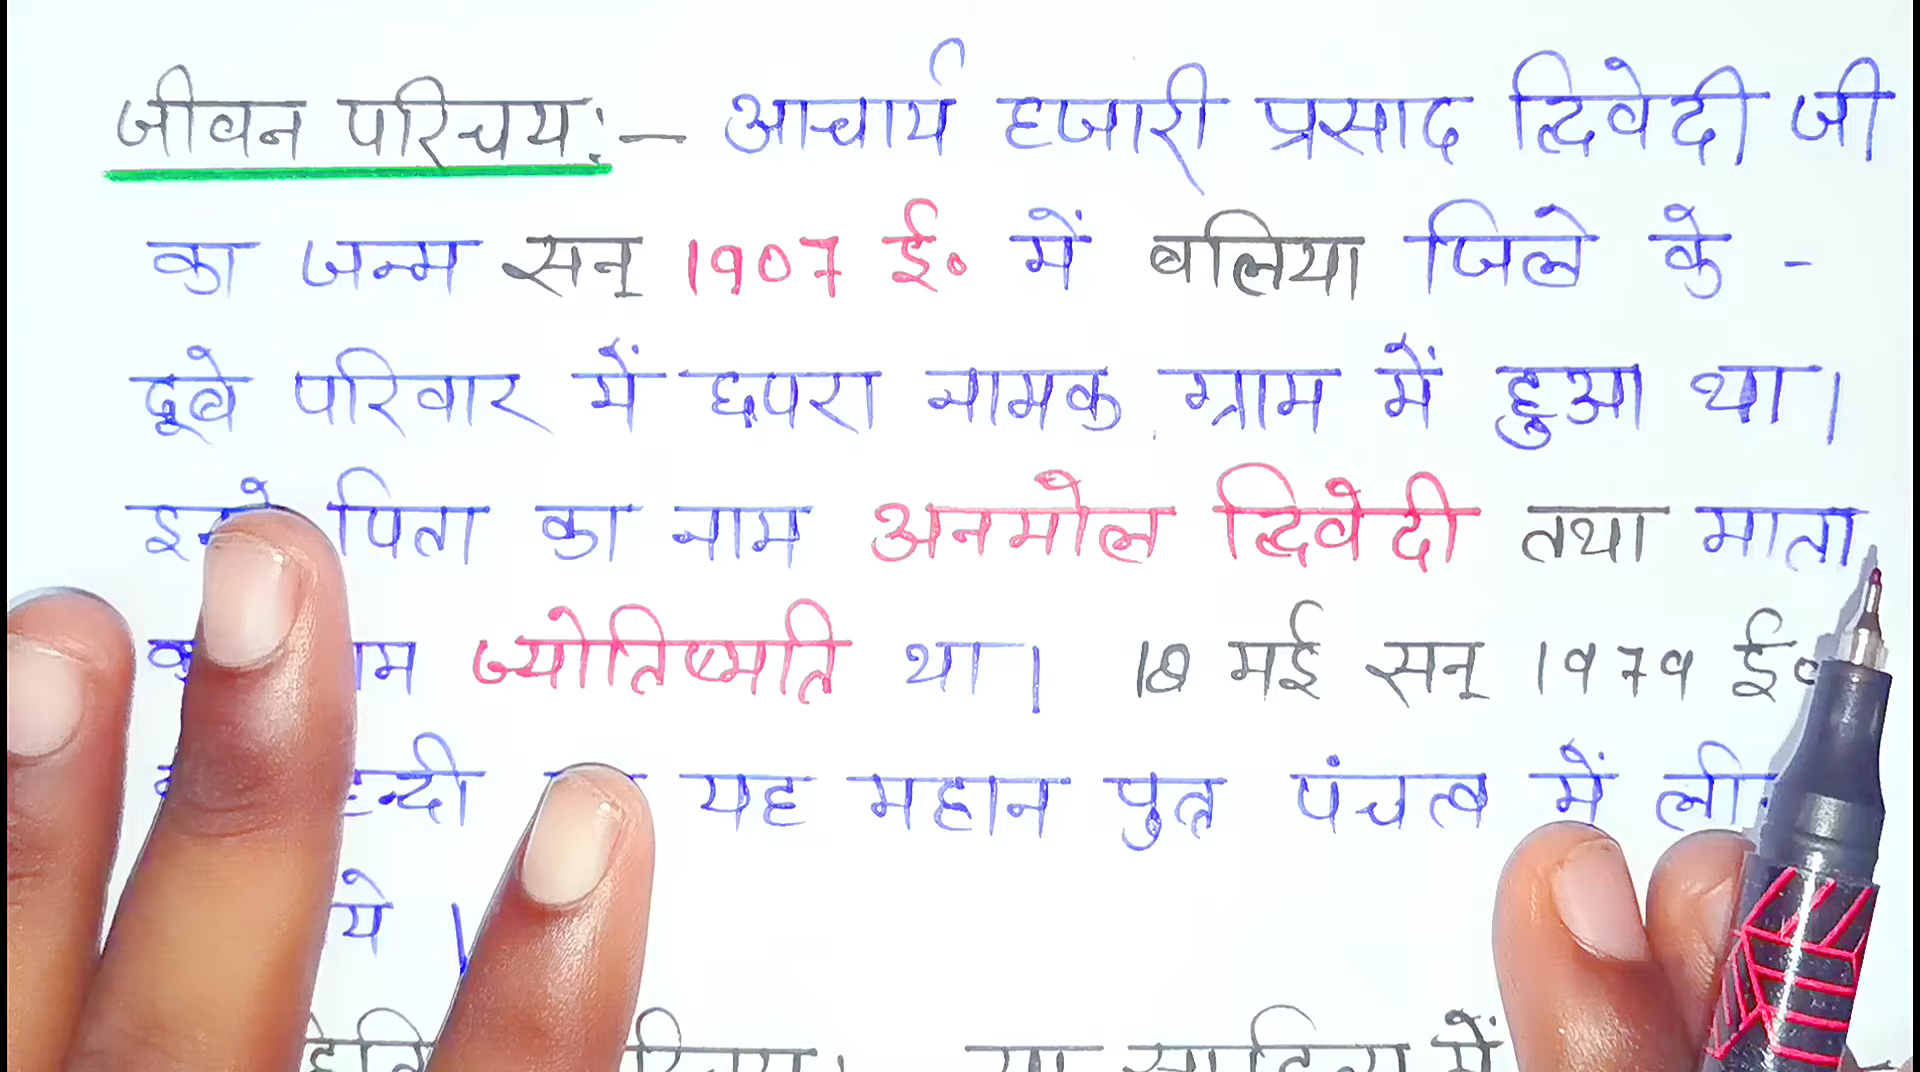 जीवन परिचय:- आचार्य हजारी प्रसाद द्विवेदी जी
का जन्म सन् 1907 ई० में बलिया जिले के -
दूबे परिवार में छपरा नामक ग्राम में हुआ था।
पिता का नाम अनमोल द्विवेदी तथा माता
ज्योतिष्मति था। 18 मई सन् 1979 ई०
यह महान पुत्र पंचत्व में
साहित्य में